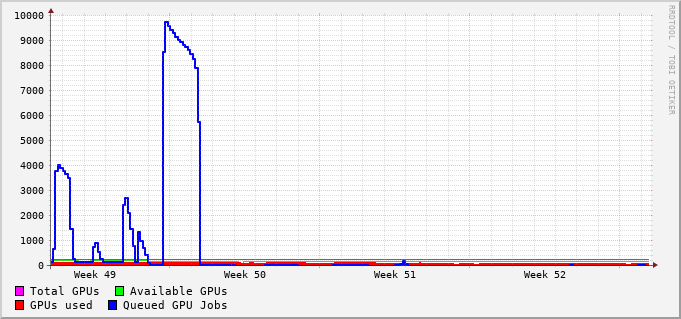 10000
9000
8000
7000
6000
5000
4000
3000
2000
1000
0
Week 49 Week 50 Week 51 Week 52
Total GPUs Available GPUs
GPUs used Queued GPU Jobs
RRDTOOL / TOBI OETIKER